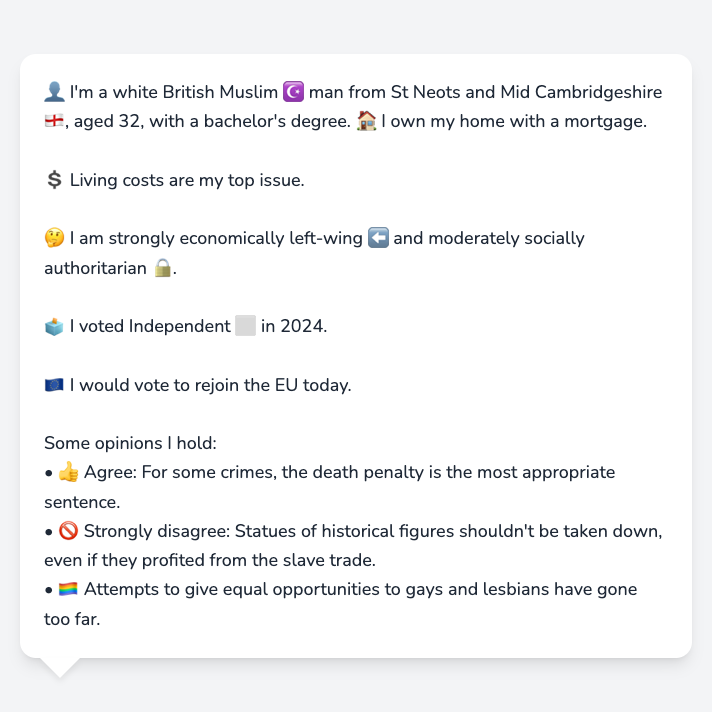 👤 I'm a white British Muslim ☪️ man from St Neots and Mid Cambridgeshire
🏴󠁧󠁢󠁥󠁮󠁧󠁿, aged 32, with a bachelor's degree. 🏠 I own my home with a mortgage.
💲 Living costs are my top issue.
🤔 I am strongly economically left-wing ⬅️ and moderately socially
authoritarian 🔒.
🗳️ I voted Independent ⬜ in 2024.
🇪🇺 I would vote to rejoin the EU today.
Some opinions I hold:
• 👍 Agree: For some crimes, the death penalty is the most appropriate
sentence.
• 🚫 Strongly disagree: Statues of historical figures shouldn't be taken down,
even if they profited from the slave trade.
• 🏳️‍🌈 Attempts to give equal opportunities to gays and lesbians have gone
too far.